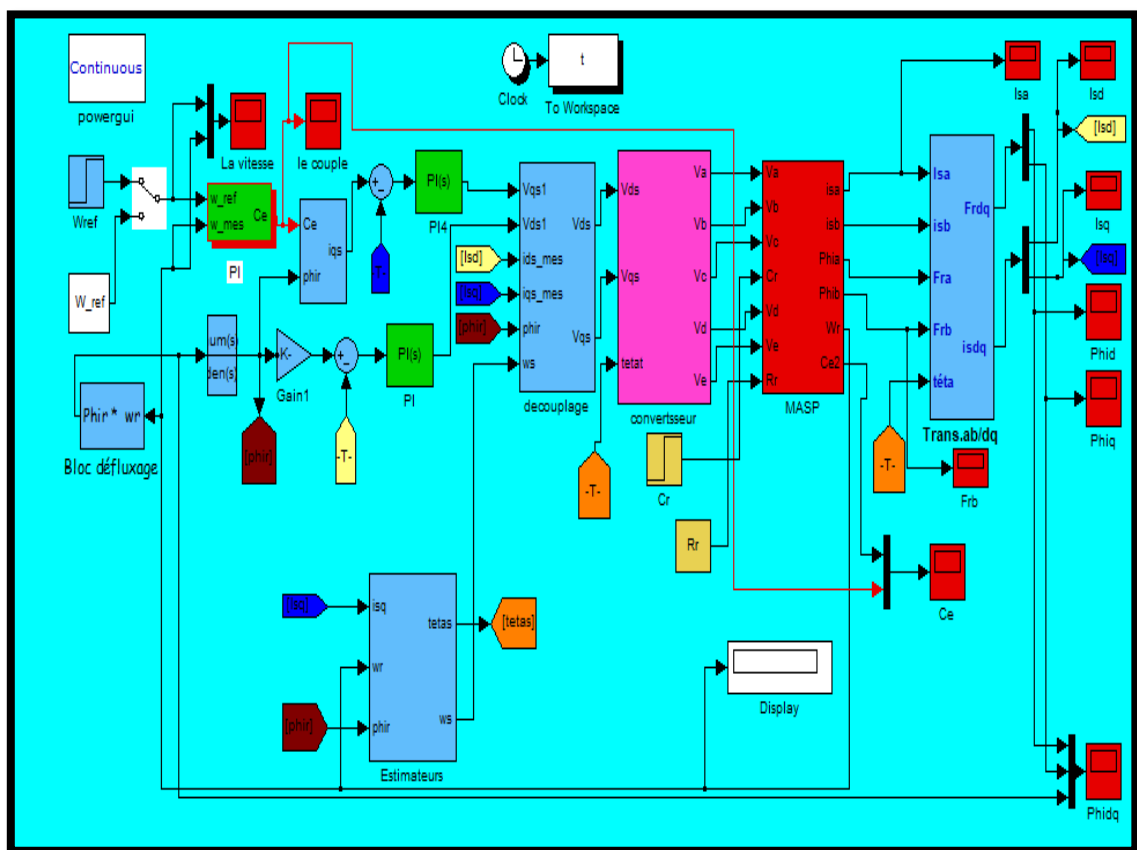 Continuous
powergui
Wref
W_ref
La vitesse
le couple
w_ref
w_mes
Ce
PI
Clock
t
To Workspace
Ce
phir
iqs
-T-
PI(s)
PI4
um(s)
den(s)
K-
Gain1
[phir]
-T-
PI(s)
PI
Phir* wr
Bloc défluxage
Vqs1
Vds1
ids_mes
iqs_mes
phir
ws
Vds
Vqs
decouplage
[Isd]
[Isq]
[phir]
Vds
Vqs
tetat
Va
Vb
Vc
Vd
Ve
convertsseur
-T-
Cr
Rr
Va
Vb
Vc
Cr
Vd
Ve
Rr
isa
isb
Phia
Phib
Wr
Ce2
MASP
Isa
isb
Fra
Frb
téta
Frdq
isdq
Trans.ab/dq
-T-
Frb
Isa
Isd
[Isd]
Isq
[Isq]
Phid
Phiq
Ce
Display
[Isq]
[phir]
isq
wr
phir
tetas
ws
Estimateurs
[tetas]
Phidq